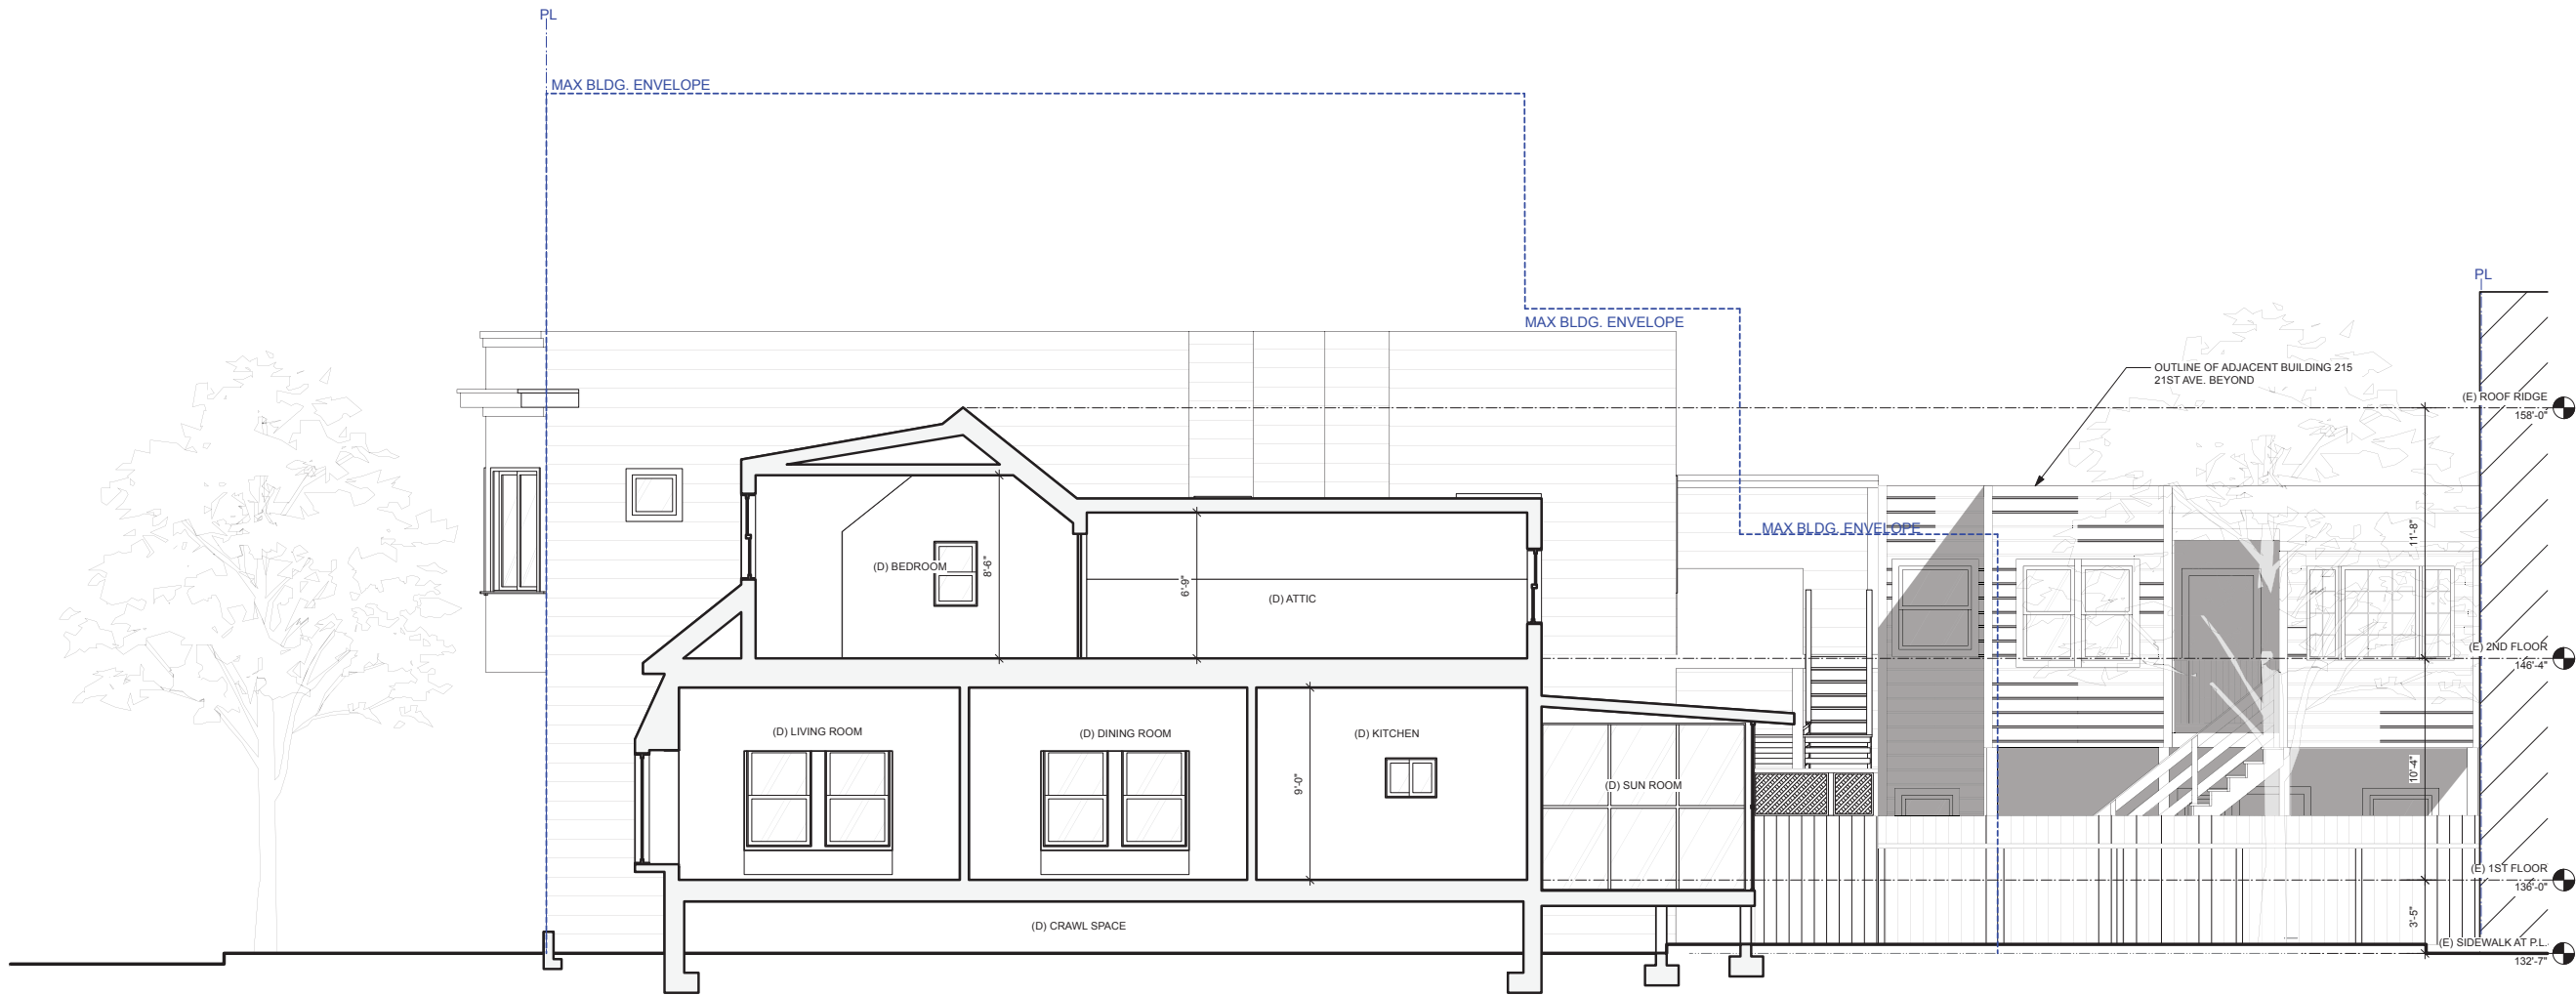 PL
MAX BLDG. ENVELOPE
PL
MAX BLDG. ENVELOPE
OUTLINE OF ADJACENT BUILDING 215
21ST AVE. BEYOND
(E) ROOF RIDGE
158'-0"
MAX BLDG. ENVELOPE
11'-8"
(D) BEDROOM
8'-6"
6'-9"
(D) ATTIC
(E) 2ND FLOOR
146'-4"
(D) LIVING ROOM
(D) DINING ROOM
(D) KITCHEN
9'-0"
(D) SUN ROOM
10'-4"
(E) 1ST FLOOR
136'-0"
3'-5"
(D) CRAWL SPACE
(E) SIDEWALK AT P.L.
132'-7"